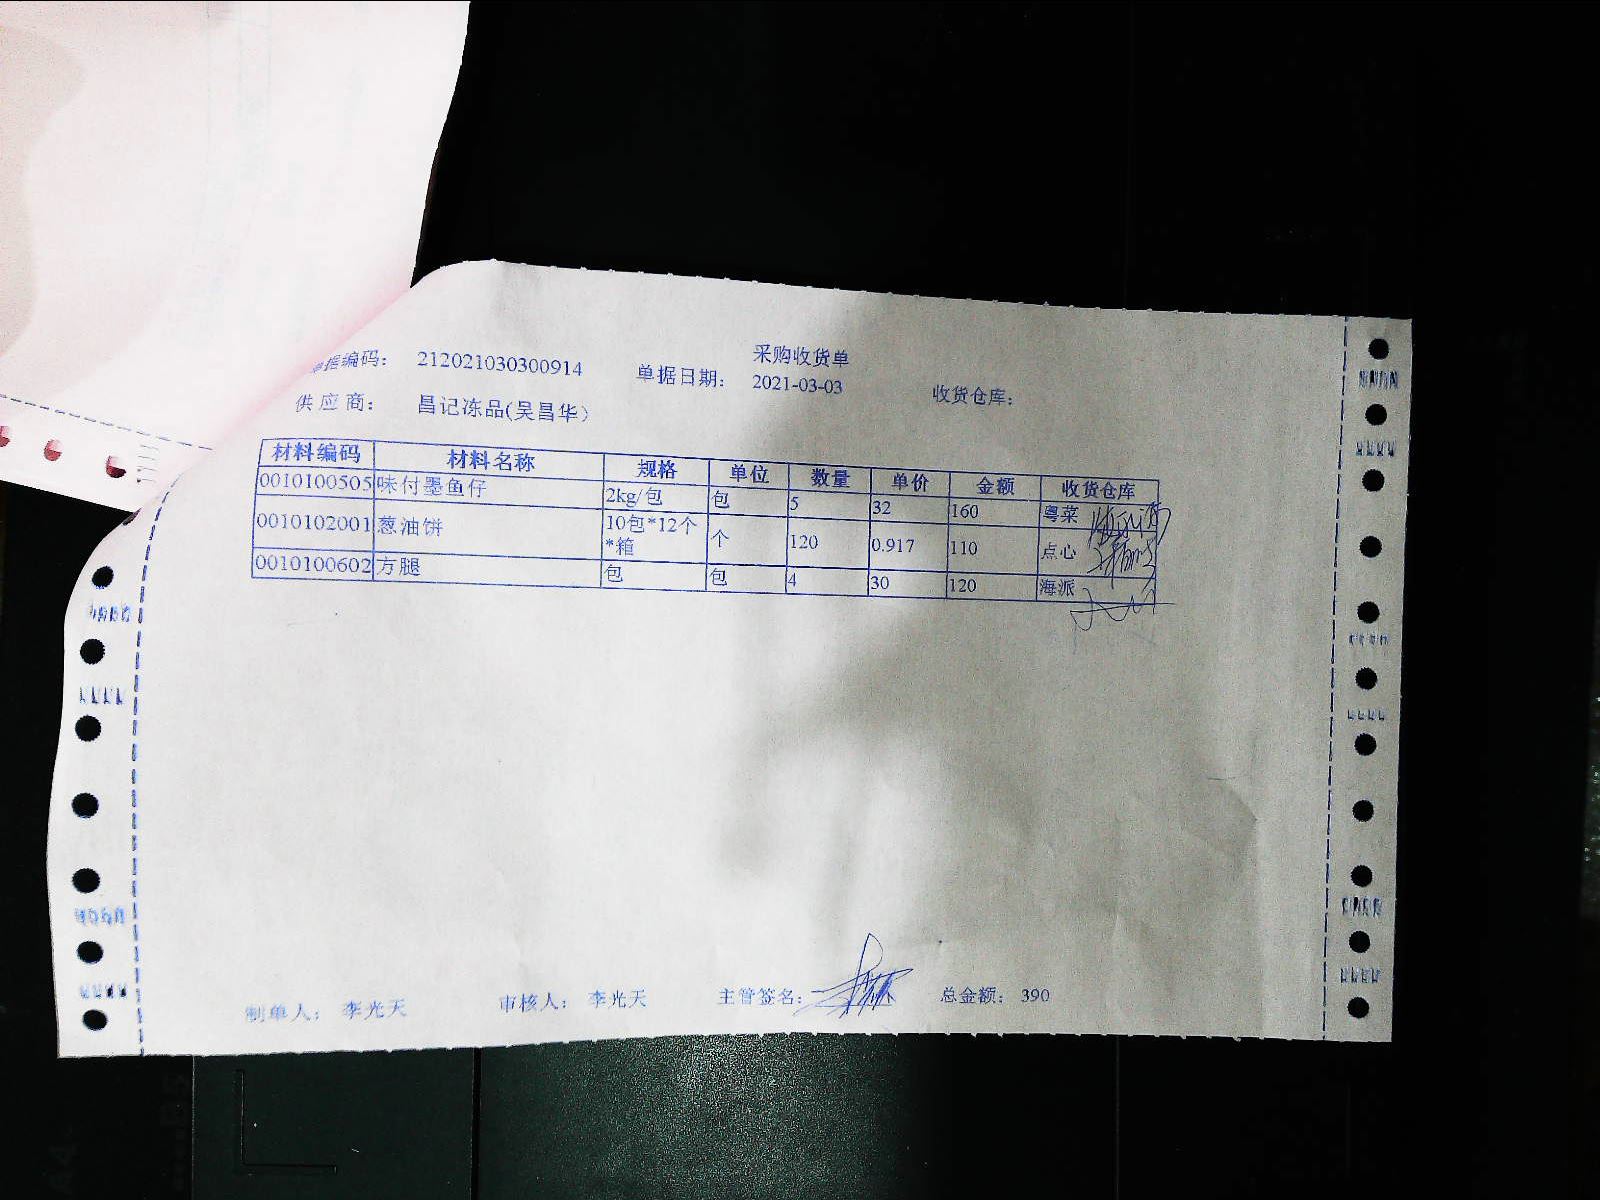 采购收货单
单据编码： 212021030300914 单据日期： 2021-03-03 收货仓库：
供 应 商： 昌记冻品(吴昌华)
材料编码 材料名称 规格 单位 数量 单价 金额 收货仓库
0010100505 味付墨鱼仔 2kg/包 包 5 32 160 粤菜
0010102001 葱油饼 10包*12个*箱 个 120 0.917 110 点心
0010100602 方腿 包 包 4 30 120 海派
制单人： 李光天 审核人： 李光天 主管签名： 总金额： 390